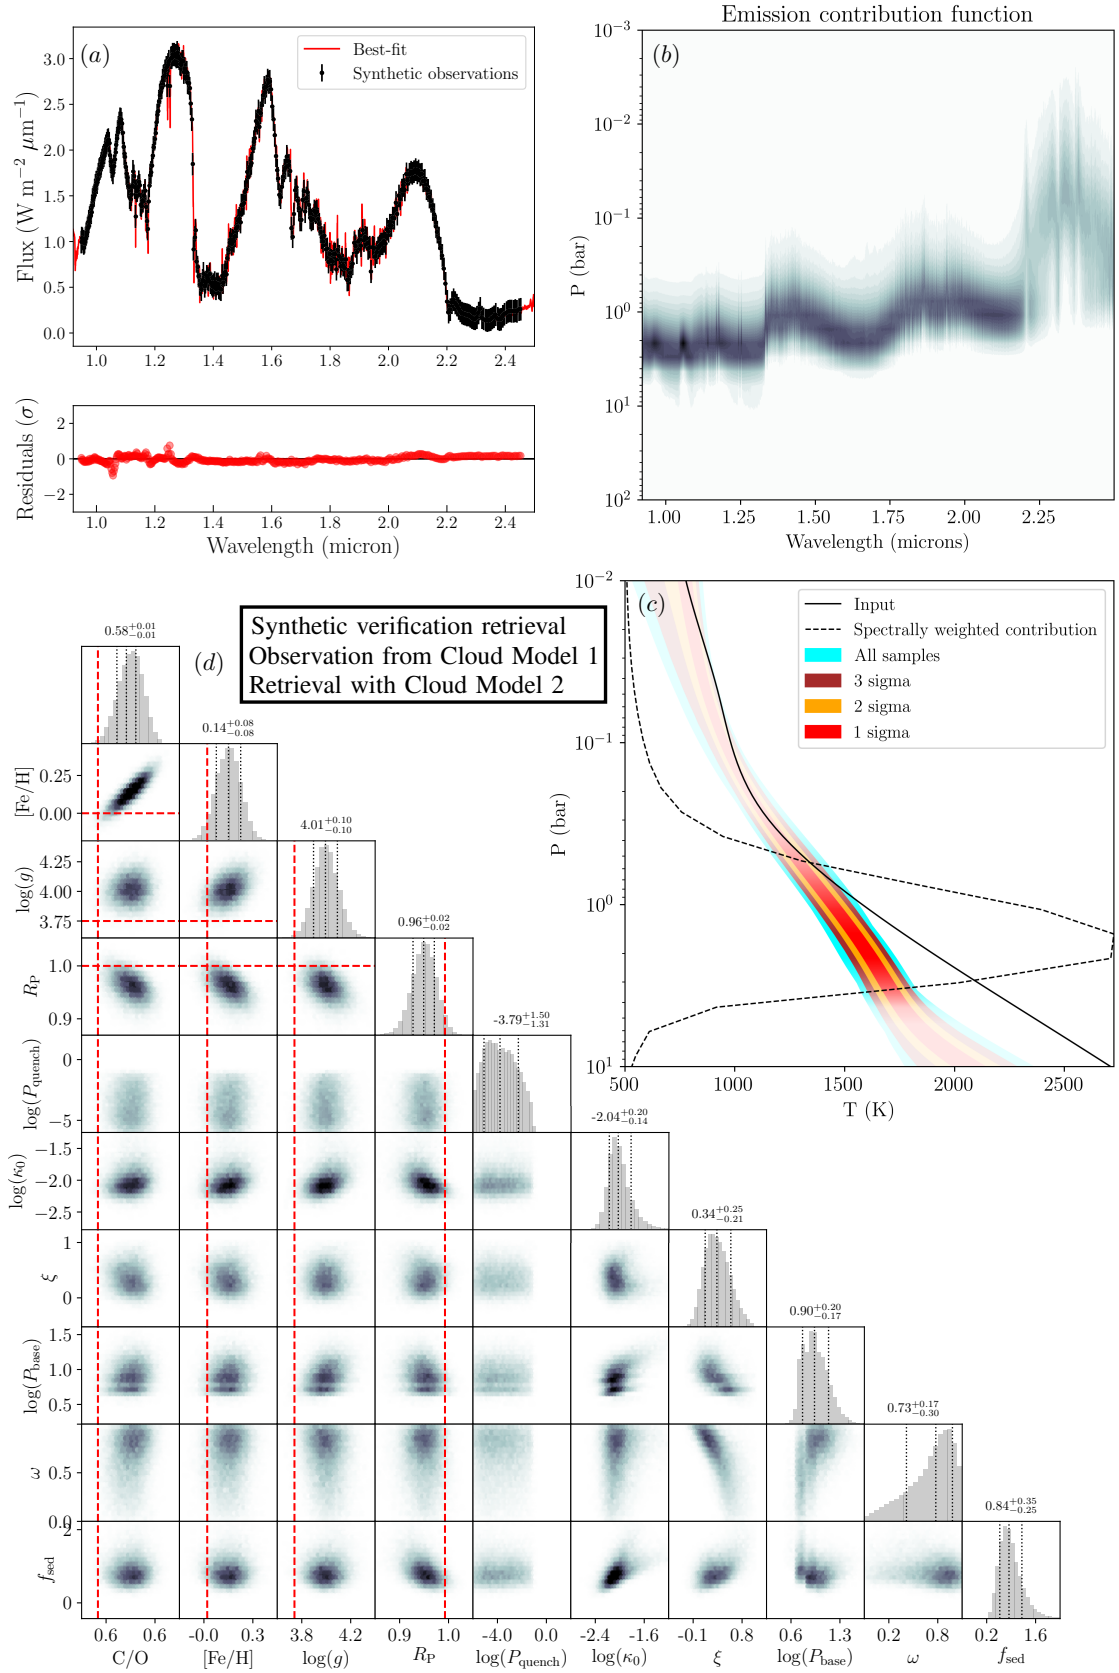 Emission contribution function
(a)
Best-fit
Synthetic observations
3.0
2.5
2.0
1.5
1.0
0.5
0.0
Flux (W m⁻² μm⁻¹)
1.0 1.2 1.4 1.6 1.8 2.0 2.2 2.4
2
0
−2
Residuals (σ)
1.0 1.2 1.4 1.6 1.8 2.0 2.2 2.4
Wavelength (micron)
(b)
10⁻³
10⁻²
10⁻¹
10⁰
10¹
10²
P (bar)
1.00 1.25 1.50 1.75 2.00 2.25
Wavelength (microns)
(c)
Input
Spectrally weighted contribution
All samples
3 sigma
2 sigma
1 sigma
10⁻²
10⁻¹
10⁰
10¹
P (bar)
500 1000 1500 2000 2500
T (K)
Synthetic verification retrieval
Observation from Cloud Model 1
Retrieval with Cloud Model 2
(d)
0.58+0.01−0.01
0.14+0.08−0.08
4.01+0.10−0.10
0.96+0.02−0.02
-3.79+1.50−1.31
-2.04+0.20−0.14
0.34+0.25−0.21
0.90+0.20−0.17
0.73+0.17−0.30
0.84+0.35−0.25
[Fe/H]
0.25
0.00
log(g)
4.25
4.00
3.75
R_P
1.0
0.9
log(P_quench)
0
−5
log(κ₀)
−1.5
−2.0
−2.5
ξ
1
0
log(P_base)
1.5
1.0
0.5
ω
0.5
0.0
f_sed
2
0
0.6 0.6 -0.0 0.3 3.8 4.2 0.9 1.0 -4.0 0.0 -2.4 -1.6 -0.1 0.8 0.6 1.3 0.2 0.8 0.2 1.6
C/O [Fe/H] log(g) R_P log(P_quench) log(κ₀) ξ log(P_base) ω f_sed